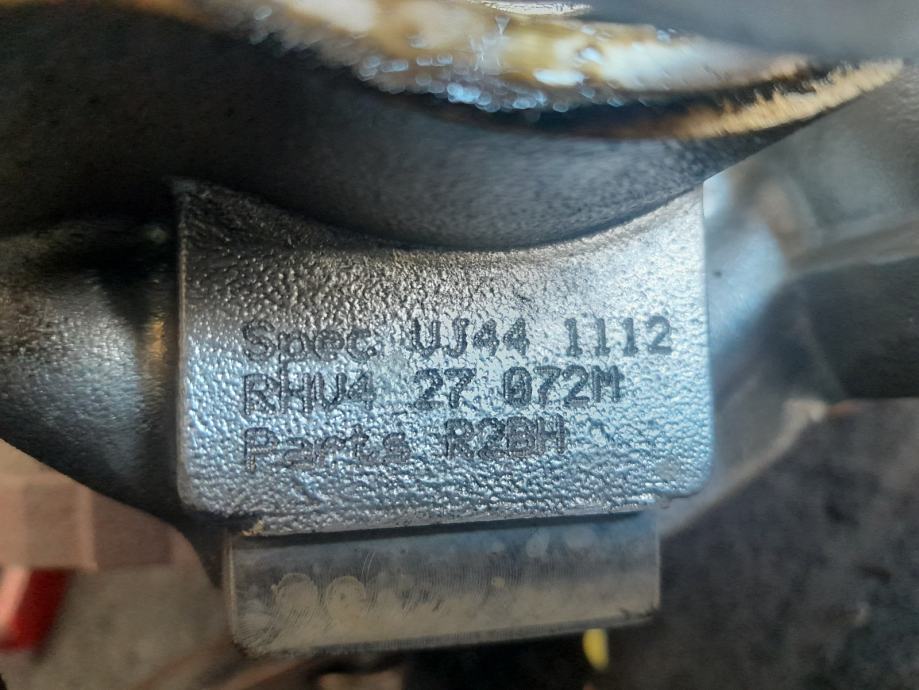 Spec UJ44 1112
RHV4 27 072M
Parts R2BH